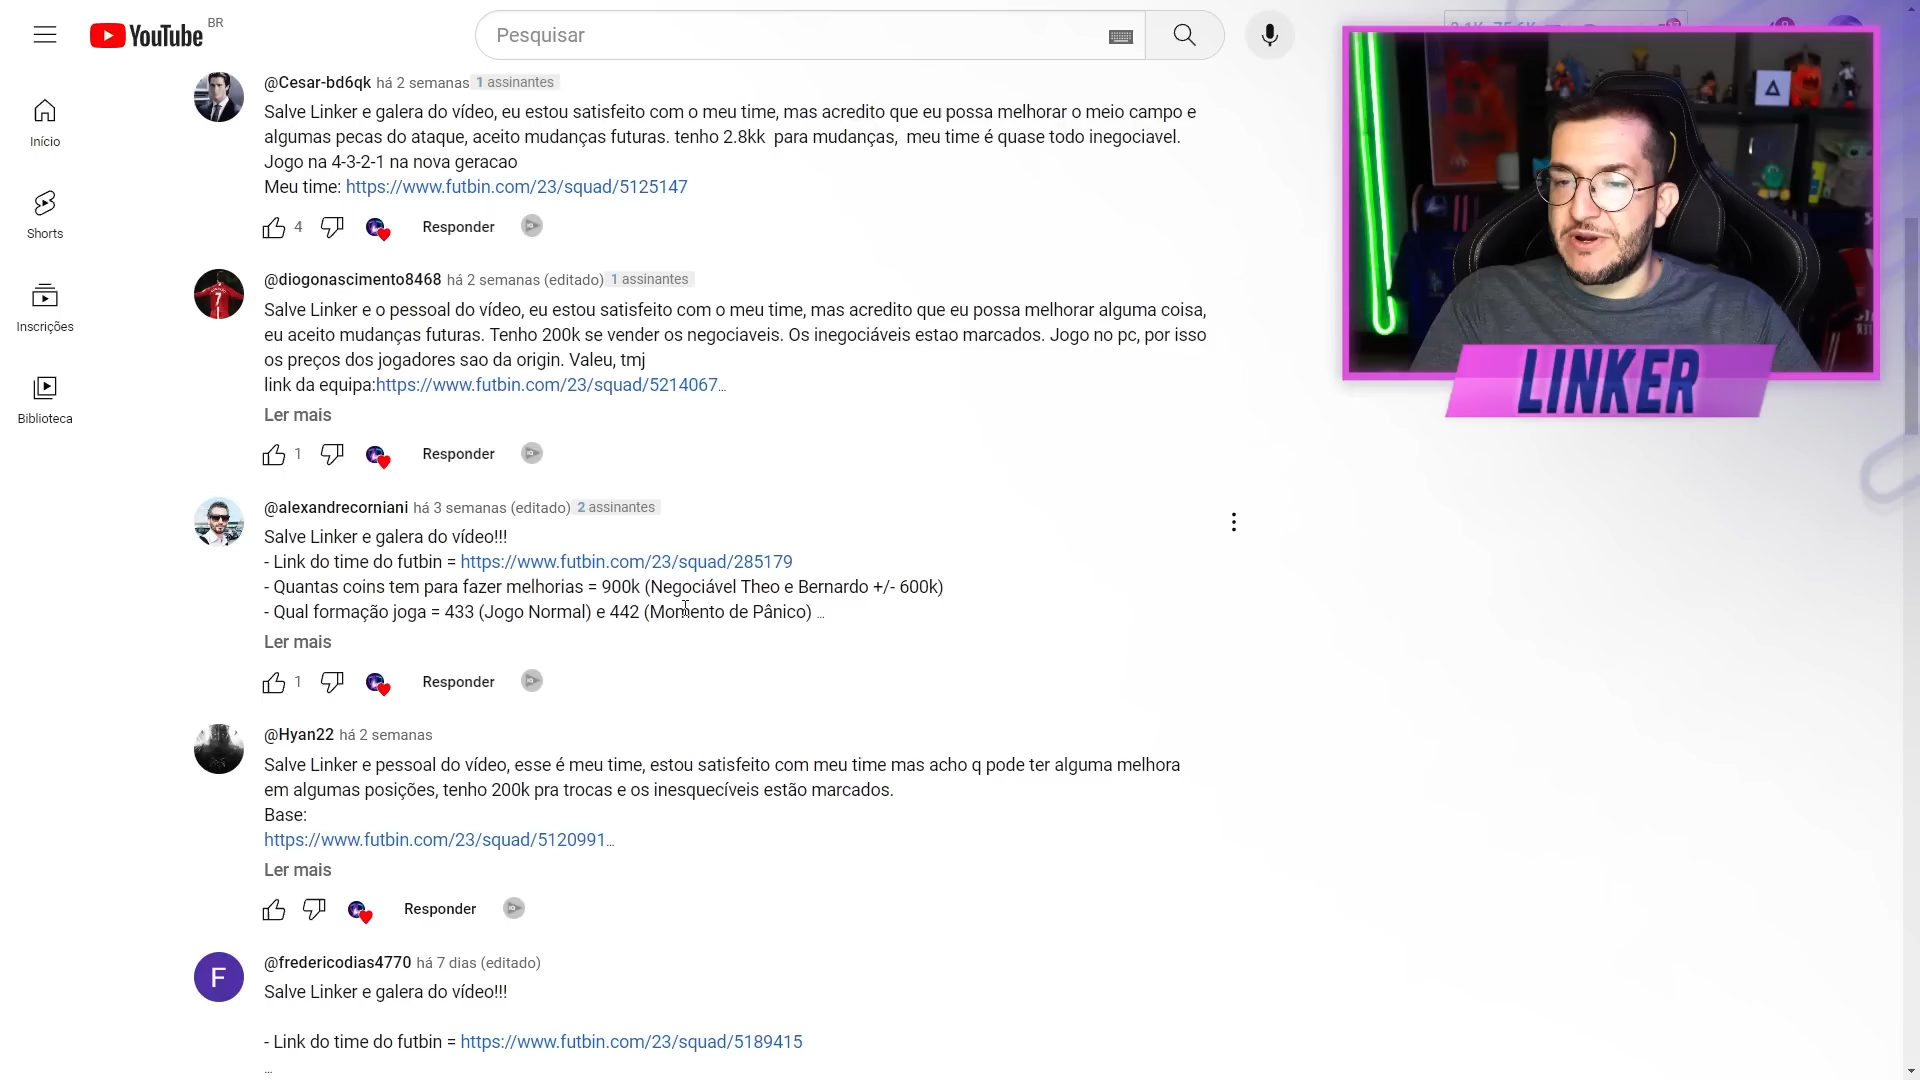 YouTube
BR
Pesquisar
Início
Shorts
Inscrições
Biblioteca
@Cesar-bd6qk há 2 semanas 1 assinantes
Salve Linker e galera do vídeo, eu estou satisfeito com o meu time, mas acredito que eu possa melhorar o meio campo e
algumas pecas do ataque, aceito mudanças futuras. tenho 2.8kk para mudanças, meu time é quase todo inegociavel.
Jogo na 4-3-2-1 na nova geracao
Meu time: https://www.futbin.com/23/squad/5125147
4 Responder
@diogonascimento8468 há 2 semanas (editado) 1 assinantes
Salve Linker e o pessoal do vídeo, eu estou satisfeito com o meu time, mas acredito que eu possa melhorar alguma coisa,
eu aceito mudanças futuras. Tenho 200k se vender os negociaveis. Os inegociáveis estao marcados. Jogo no pc, por isso
os preços dos jogadores sao da origin. Valeu, tmj
link da equipa:https://www.futbin.com/23/squad/5214067...
Ler mais
1 Responder
@alexandrecorniani há 3 semanas (editado) 2 assinantes
Salve Linker e galera do vídeo!!!
- Link do time do futbin = https://www.futbin.com/23/squad/285179
- Quantas coins tem para fazer melhorias = 900k (Negociável Theo e Bernardo +/- 600k)
- Qual formação joga = 433 (Jogo Normal) e 442 (Momento de Pânico) ...
Ler mais
1 Responder
@Hyan22 há 2 semanas
Salve Linker e pessoal do vídeo, esse é meu time, estou satisfeito com meu time mas acho q pode ter alguma melhora
em algumas posições, tenho 200k pra trocas e os inesquecíveis estão marcados.
Base:
https://www.futbin.com/23/squad/5120991...
Ler mais
Responder
F
@fredericodias4770 há 7 dias (editado)
Salve Linker e galera do vídeo!!!
- Link do time do futbin = https://www.futbin.com/23/squad/5189415
...
LINKER